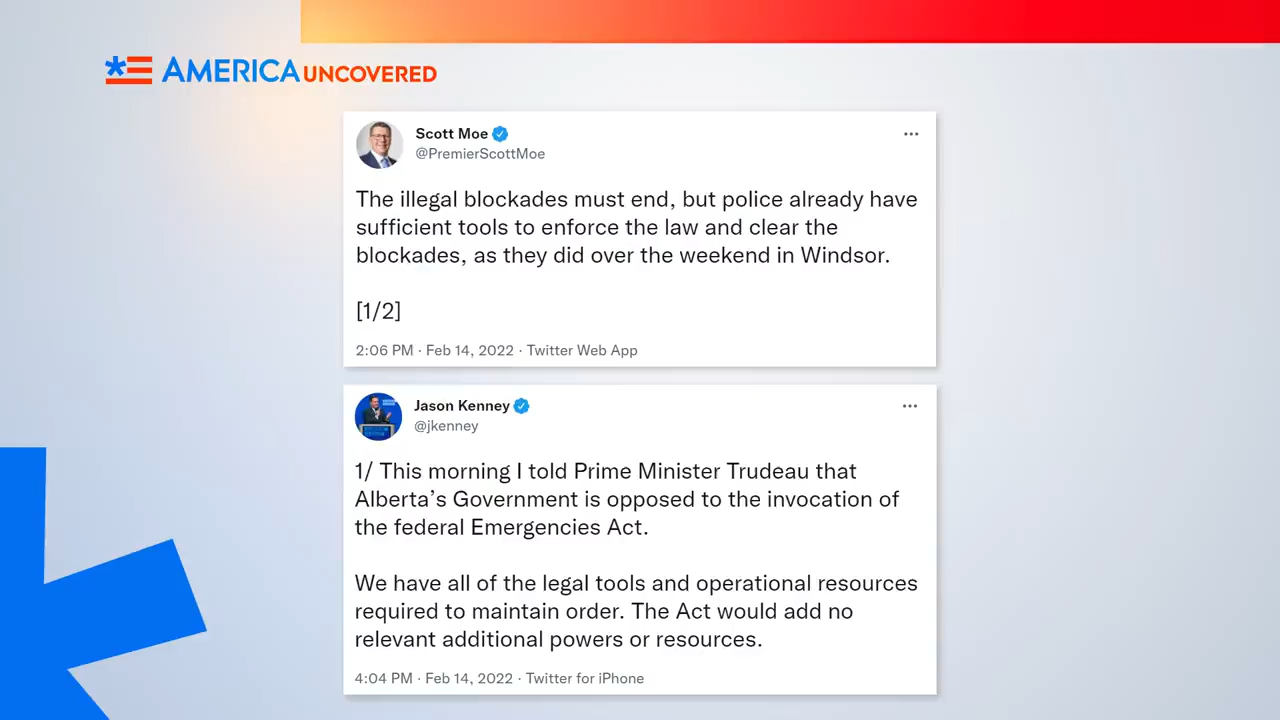 AMERICA UNCOVERED
Scott Moe
@PremierScottMoe
The illegal blockades must end, but police already have
sufficient tools to enforce the law and clear the
blockades, as they did over the weekend in Windsor.
[1/2]
2:06 PM · Feb 14, 2022 · Twitter Web App
Jason Kenney
@jkenney
1/ This morning I told Prime Minister Trudeau that
Alberta’s Government is opposed to the invocation of
the federal Emergencies Act.
We have all of the legal tools and operational resources
required to maintain order. The Act would add no
relevant additional powers or resources.
4:04 PM · Feb 14, 2022 · Twitter for iPhone